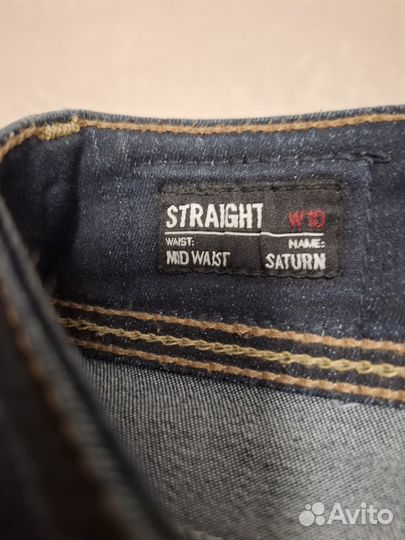 STRAIGHT W10
WAIST: NAME:
MID WAIST SATURN
Avito